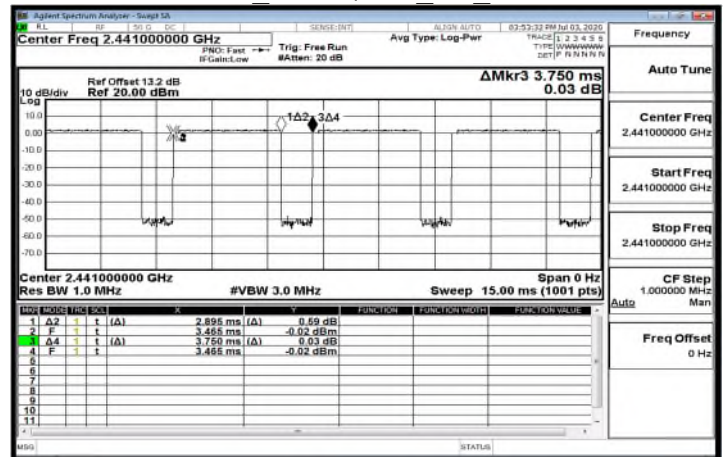 Agilent Spectrum Analyser - Swept SA
RL RF 50 Ω DC SENSE:INT ALIGN AUTO 03:53:32 PM Jul 03, 2020
Center Freq 2.441000000 GHz
PNO: Fast
IFGain:Low
Trig: Free Run
#Atten: 20 dB
Avg Type: Log-Pwr
TRACE 1 2 3 4 5 6
TYPE WWWWWW
DET P N N N N N
Frequency
Auto Tune
Ref Offset 13.2 dB
Ref 20.00 dBm
10 dB/div
Log
ΔMkr3 3.750 ms
0.03 dB
10.0
0.00
-10.0
-20.0
-30.0
-40.0
-50.0
-60.0
-70.0
1Δ2 3Δ4
Center Freq
2.441000000 GHz
Start Freq
2.441000000 GHz
Stop Freq
2.441000000 GHz
CF Step
1.000000 MHz
Auto Man
Freq Offset
0 Hz
Center 2.441000000 GHz Span 0 Hz
Res BW 1.0 MHz #VBW 3.0 MHz Sweep 15.00 ms (1001 pts)
MKR MODE TRC SCL X Y FUNCTION FUNCTION WIDTH FUNCTION VALUE
1 Δ2 1 t (Δ) 2.895 ms (Δ) 0.59 dB
2 F 1 t 3.465 ms -0.02 dBm
3 Δ4 1 t (Δ) 3.750 ms (Δ) 0.03 dB
4 F 1 t 3.465 ms -0.02 dBm
5
6
7
8
9
10
11
MSG STATUS